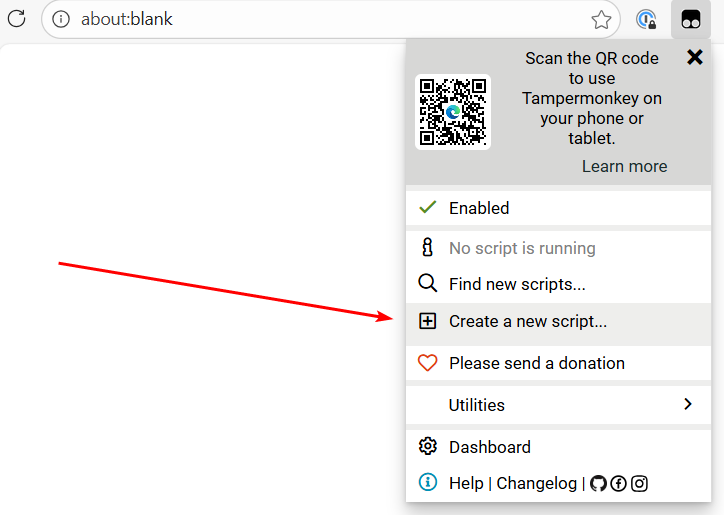 about:blank
Scan the QR code
to use
Tampermonkey on
your phone or
tablet.
Learn more
Enabled
No script is running
Find new scripts...
Create a new script...
Please send a donation
Utilities
Dashboard
Help | Changelog |